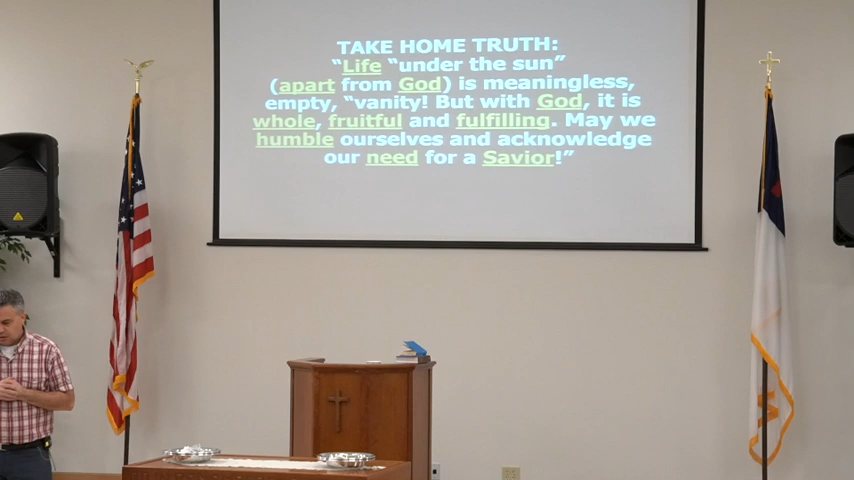 TAKE HOME TRUTH:
“Life “under the sun”
(apart from God) is meaningless,
empty, “vanity! But with God, it is
whole, fruitful and fulfilling. May we
humble ourselves and acknowledge
our need for a Savior!”